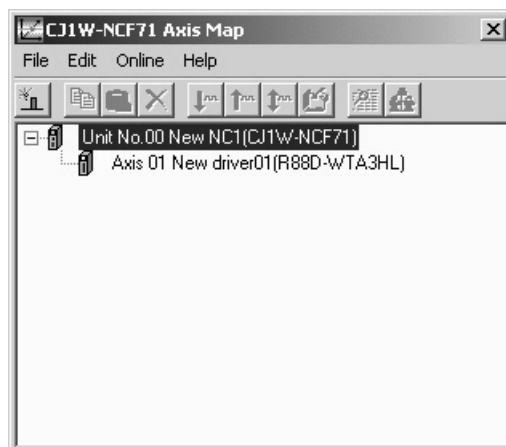 CJ1W-NCF71 Axis Map
File Edit Online Help
Unit No.00 New NC1(CJ1W-NCF71)
Axis 01 New driver01(R88D-WTA3HL)